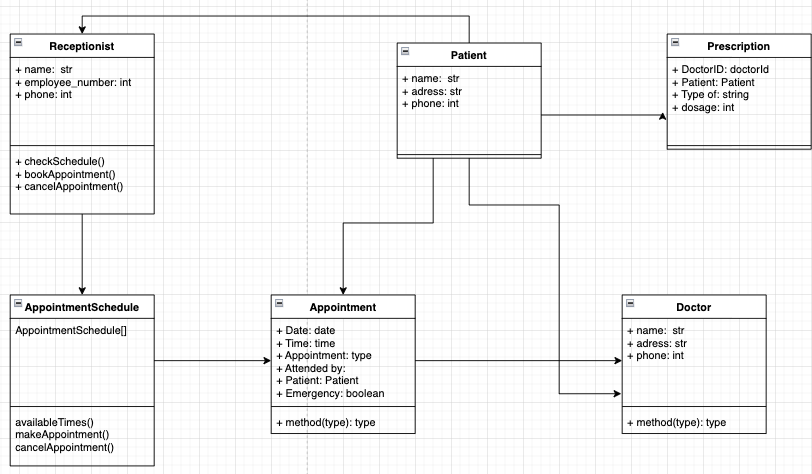 Receptionist
+ name:  str
+ employee_number: int
+ phone: int
+ checkSchedule()
+ bookAppointment()
+ cancelAppointment()
Patient
+ name:  str
+ adress: str
+ phone: int
Prescription
+ DoctorID: doctorId
+ Patient: Patient
+ Type of: string
+ dosage: int
AppointmentSchedule
AppointmentSchedule[]
availableTimes()
makeAppointment()
cancelAppointment()
Appointment
+ Date: date
+ Time: time
+ Appointment: type
+ Attended by:
+ Patient: Patient
+ Emergency: boolean
+ method(type): type
Doctor
+ name:  str
+ adress: str
+ phone: int
+ method(type): type